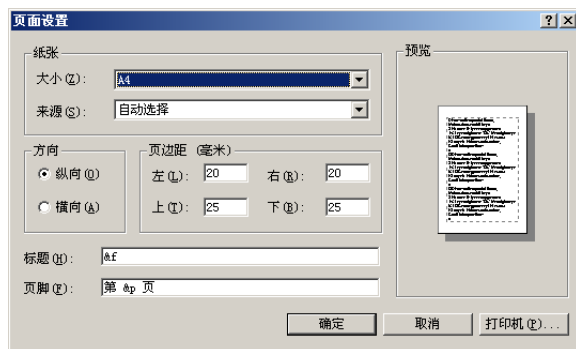 页面设置
纸张
大小(Z): A4
来源(S): 自动选择
方向
纵向(O)
横向(A)
页边距 (毫米)
左(L): 20 右(R): 20
上(T): 25 下(B): 25
标题(H): &f
页脚(F): 第 &p 页
预览
确定 取消 打印机(P)...